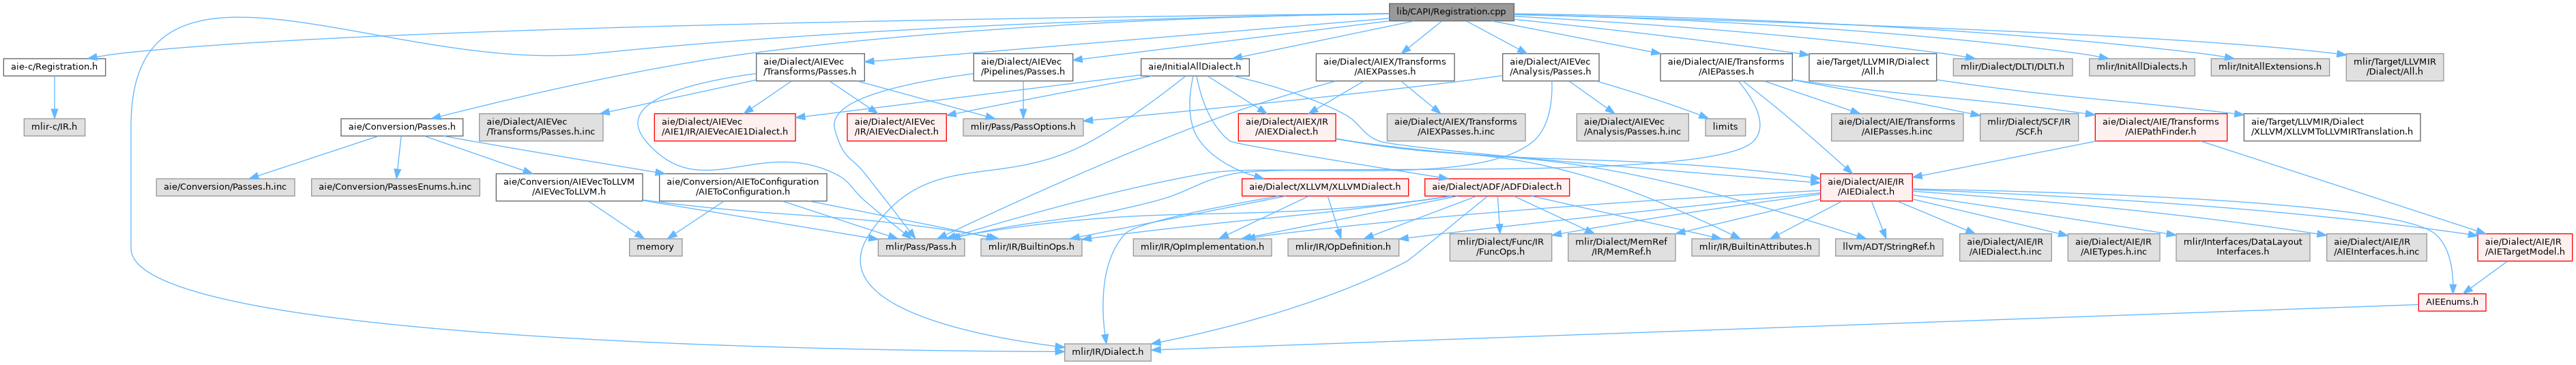 lib/CAPI/Registration.cpp
aie-c/Registration.h
aie/Dialect/AIEVec
/Transforms/Passes.h
aie/Dialect/AIEVec
/Pipelines/Passes.h
aie/InitialAllDialect.h
aie/Dialect/AIEX/Transforms
/AIEXPasses.h
aie/Dialect/AIEVec
/Analysis/Passes.h
aie/Dialect/AIE/Transforms
/AIEPasses.h
aie/Target/LLVMIR/Dialect
/All.h
mlir/Dialect/DLTI/DLTI.h
mlir/InitAllDialects.h
mlir/InitAllExtensions.h
mlir/Target/LLVMIR
/Dialect/All.h
mlir-c/IR.h
aie/Conversion/Passes.h
aie/Dialect/AIEVec
/Transforms/Passes.h.inc
aie/Dialect/AIEVec
/AIE1/IR/AIEVecAIE1Dialect.h
aie/Dialect/AIEVec
/IR/AIEVecDialect.h
mlir/Pass/PassOptions.h
aie/Dialect/AIEX/IR
/AIEXDialect.h
aie/Dialect/AIEX/Transforms
/AIEXPasses.h.inc
aie/Dialect/AIEVec
/Analysis/Passes.h.inc
limits
aie/Dialect/AIE/Transforms
/AIEPasses.h.inc
mlir/Dialect/SCF/IR
/SCF.h
aie/Dialect/AIE/Transforms
/AIEPathFinder.h
aie/Target/LLVMIR/Dialect
/XLLVM/XLLVMToLLVMIRTranslation.h
aie/Conversion/Passes.h.inc
aie/Conversion/PassesEnums.h.inc
aie/Conversion/AIEVecToLLVM
/AIEVecToLLVM.h
aie/Conversion/AIEToConfiguration
/AIEToConfiguration.h
aie/Dialect/XLLVM/XLLVMDialect.h
aie/Dialect/ADF/ADFDialect.h
aie/Dialect/AIE/IR
/AIEDialect.h
memory
mlir/Pass/Pass.h
mlir/IR/BuiltinOps.h
mlir/IR/OpImplementation.h
mlir/IR/OpDefinition.h
mlir/Dialect/Func/IR
/FuncOps.h
mlir/Dialect/MemRef
/IR/MemRef.h
mlir/IR/BuiltinAttributes.h
llvm/ADT/StringRef.h
aie/Dialect/AIE/IR
/AIEDialect.h.inc
aie/Dialect/AIE/IR
/AIETypes.h.inc
mlir/Interfaces/DataLayout
Interfaces.h
aie/Dialect/AIE/IR
/AIEInterfaces.h.inc
aie/Dialect/AIE/IR
/AIETargetModel.h
AIEEnums.h
mlir/IR/Dialect.h